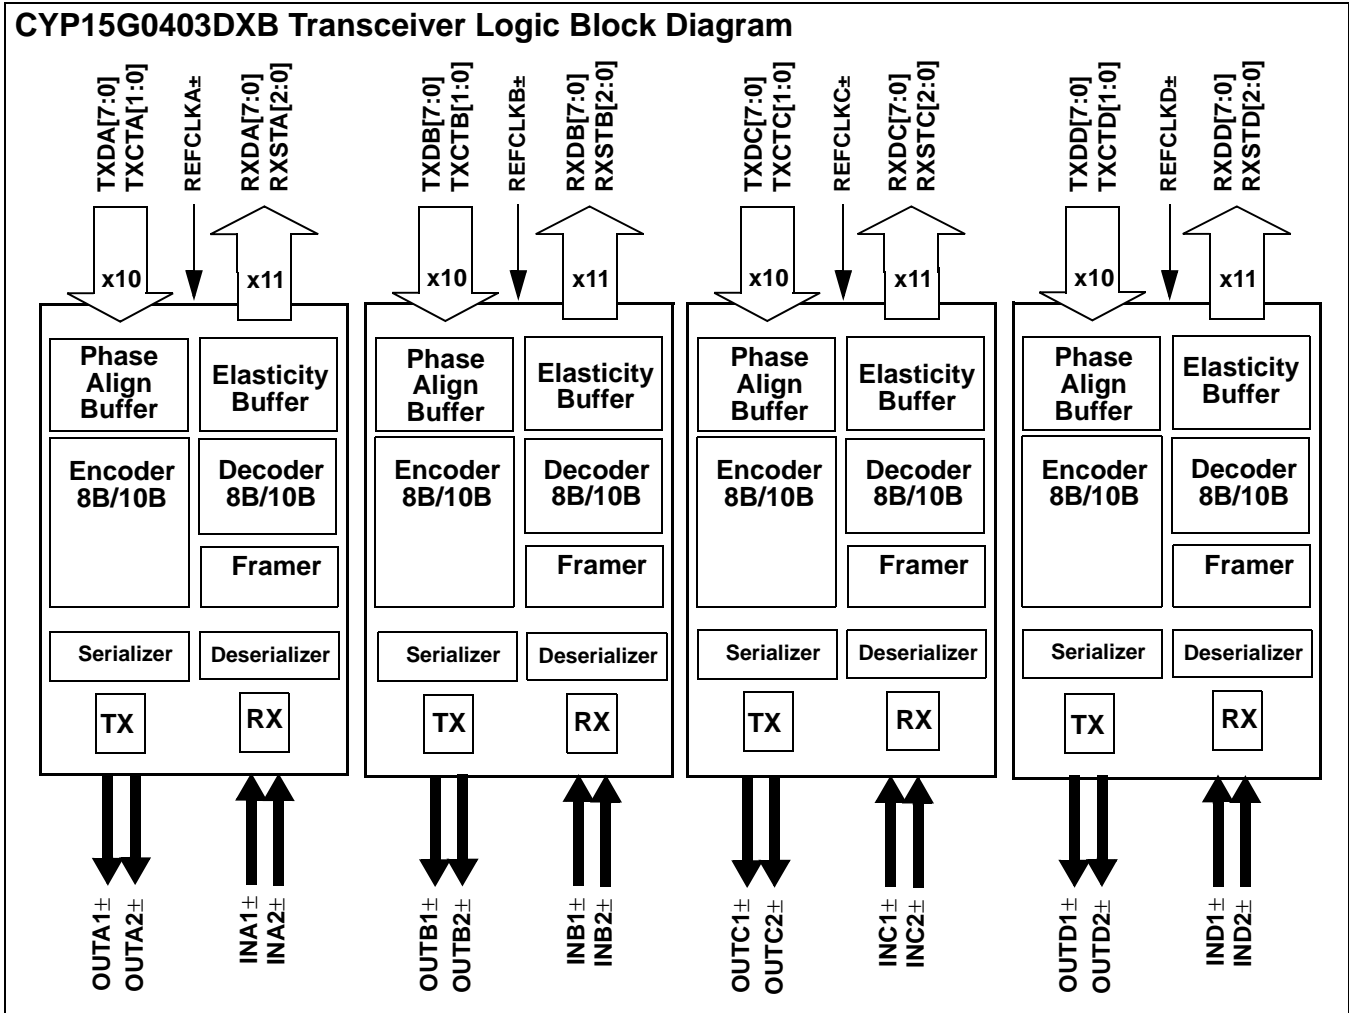 CYP15G0403DXB Transceiver Logic Block Diagram
TXDA[7:0]
TXCTA[1:0]
REFCLKA±
RXDA[7:0]
RXSTA[2:0]
TXDB[7:0]
TXCTB[1:0]
REFCLKB±
RXDB[7:0]
RXSTB[2:0]
TXDC[7:0]
TXCTC[1:0]
REFCLKC±
RXDC[7:0]
RXSTC[2:0]
TXDD[7:0]
TXCTD[1:0]
REFCLKD±
RXDD[7:0]
RXSTD[2:0]
x10
x11
x10
x11
x10
x11
x10
x11
Phase
Align
Buffer
Elasticity
Buffer
Encoder
8B/10B
Decoder
8B/10B
Framer
Serializer
Deserializer
TX
RX
Phase
Align
Buffer
Elasticity
Buffer
Encoder
8B/10B
Decoder
8B/10B
Framer
Serializer
Deserializer
TX
RX
Phase
Align
Buffer
Elasticity
Buffer
Encoder
8B/10B
Decoder
8B/10B
Framer
Serializer
Deserializer
TX
RX
Phase
Align
Buffer
Elasticity
Buffer
Encoder
8B/10B
Decoder
8B/10B
Framer
Serializer
Deserializer
TX
RX
OUTA1±
OUTA2±
INA1±
INA2±
OUTB1±
OUTB2±
INB1±
INB2±
OUTC1±
OUTC2±
INC1±
INC2±
OUTD1±
OUTD2±
IND1±
IND2±